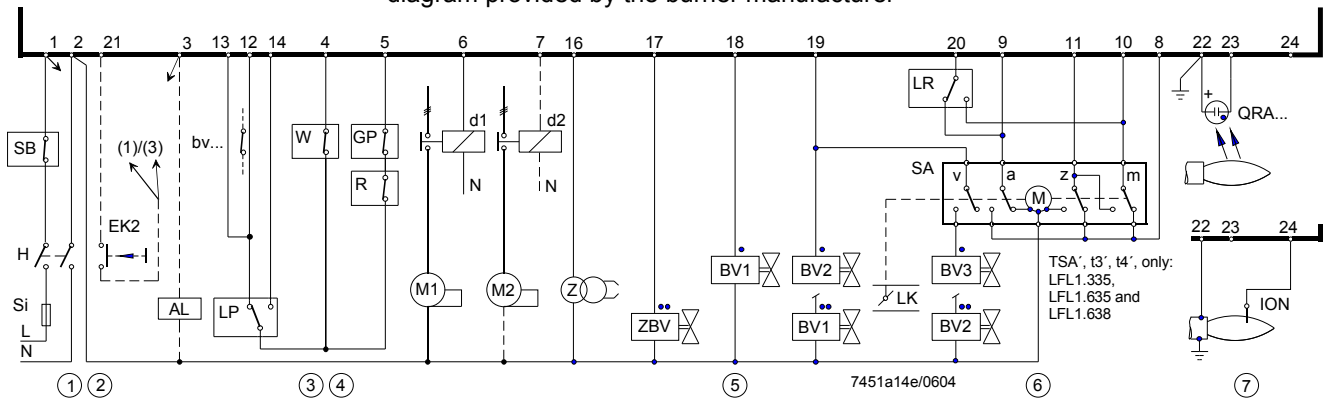 diagram provided by the burner manufacturer
1 2 21 3 13 12 14 4 5 6 7 16 17 18 19 20 9 11 10 8 22 23 24
LR
+
QRA...
d1 d2
SB (1)/(3) bv... W GP
N N
R
SA v a z m
M
EK2
22 23 24
H
BV1 BV2 BV3
TSA´, t3´, t4´, only:
LFL1.335,
LFL1.635 and
LFL1.638
M1 M2 Z
Si AL LP LK ION
ZBV BV1 BV2
L
N
1 2 3 4 5 7451a14e/0604 6 7